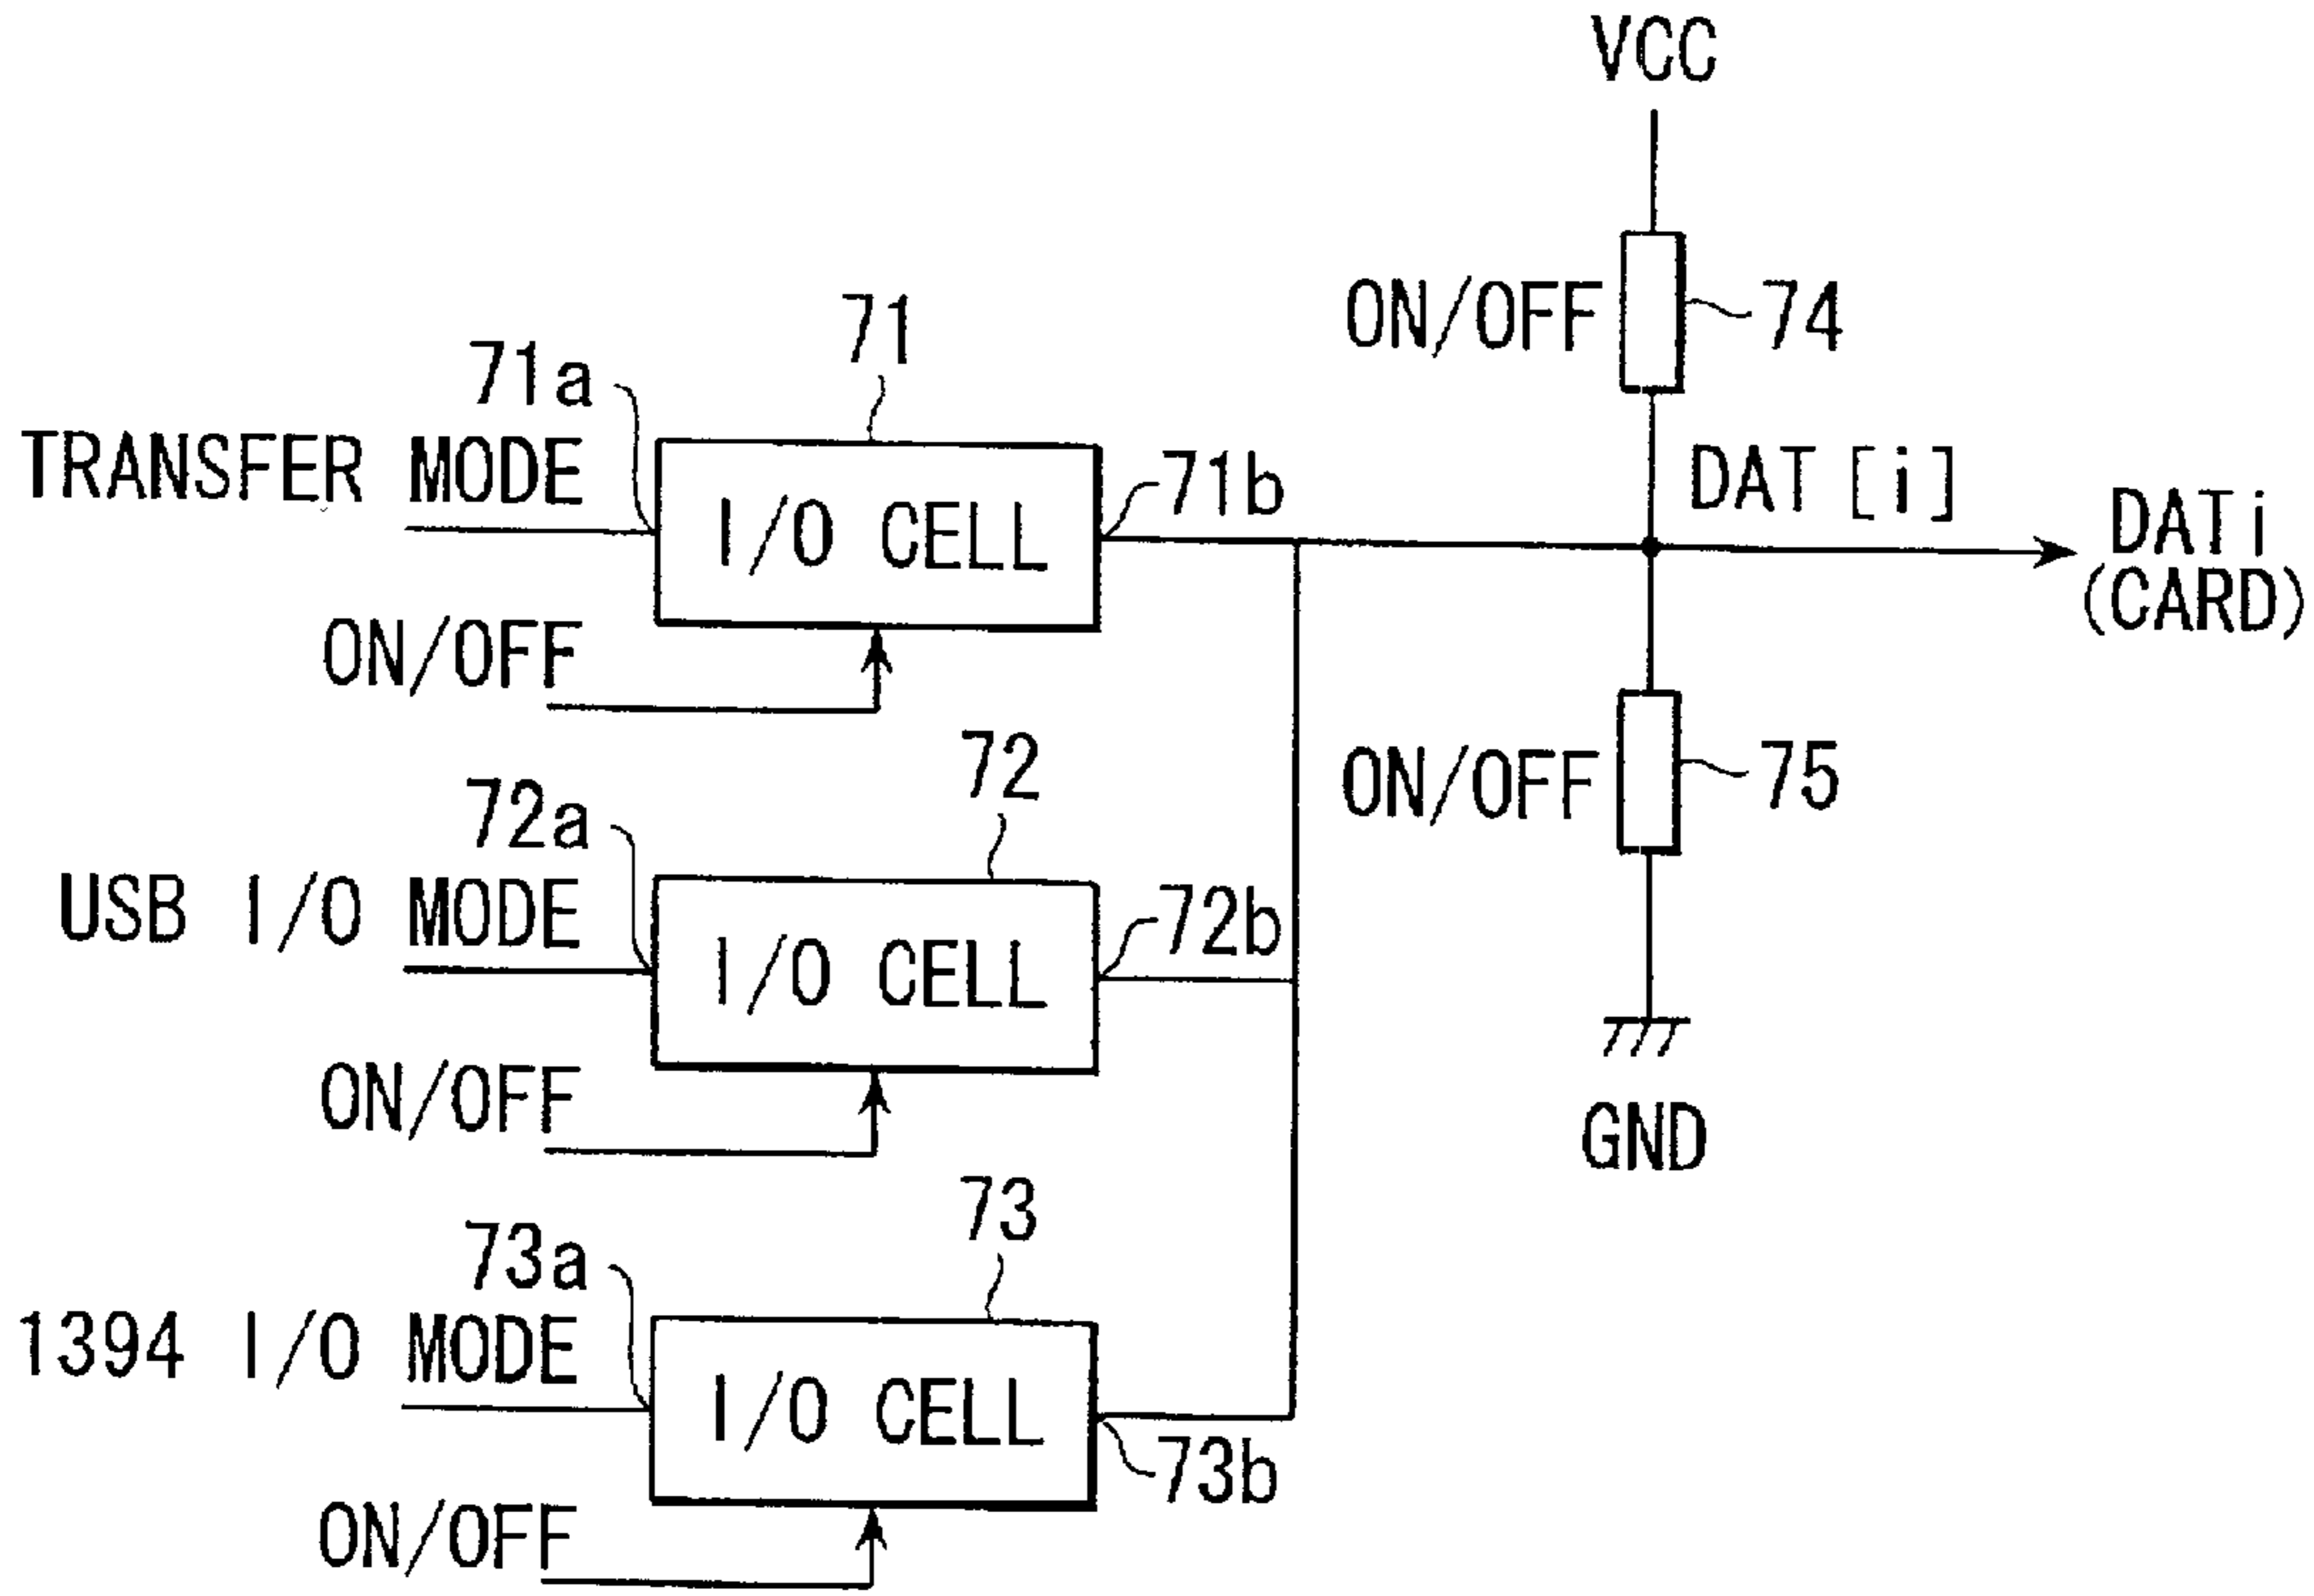 VCC
ON/OFF
74
71
71a
TRANSFER MODE
71b
I/O CELL
DAT [i]
DATi
(CARD)
ON/OFF
72
72a
ON/OFF
75
USB I/O MODE
72b
I/O CELL
ON/OFF
GND
73
73a
1394 I/O MODE
I/O CELL
73b
ON/OFF